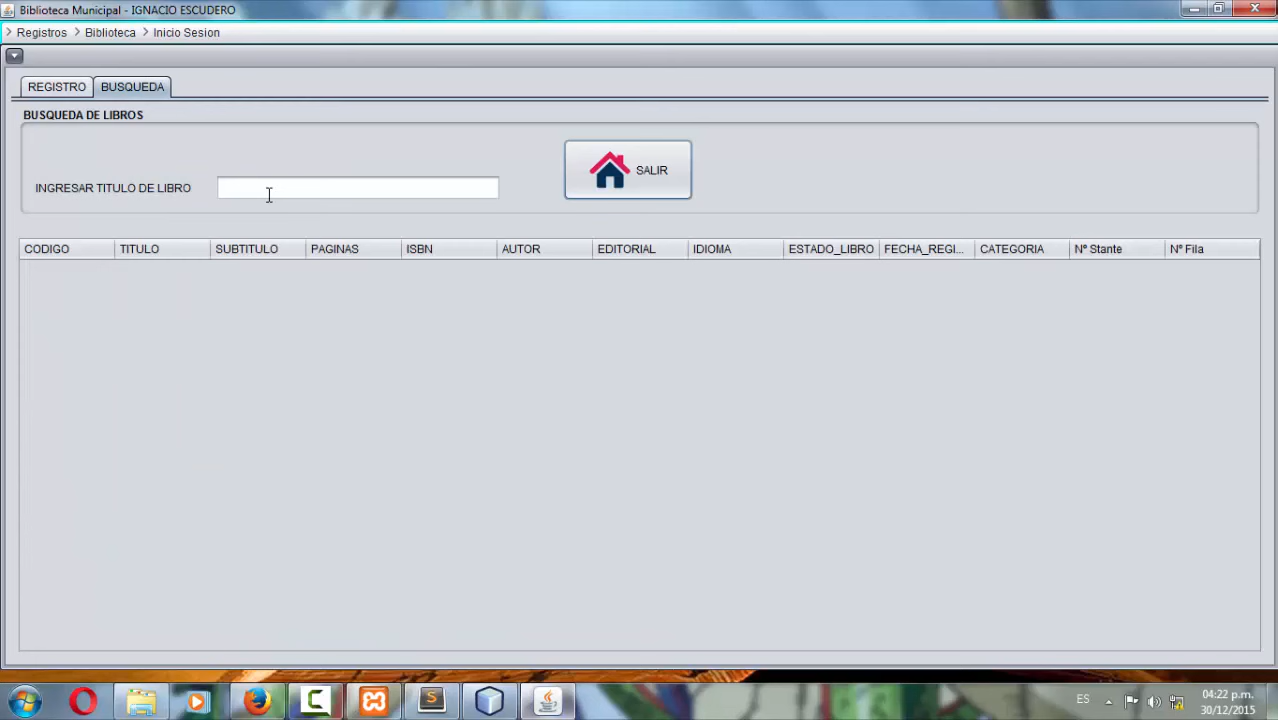 Biblioteca Municipal - IGNACIO ESCUDERO
Registros Biblioteca Inicio Sesion
REGISTRO BUSQUEDA
BUSQUEDA DE LIBROS
INGRESAR TITULO DE LIBRO
SALIR
CODIGO TITULO SUBTITULO PAGINAS ISBN AUTOR EDITORIAL IDIOMA ESTADO_LIBRO FECHA_REGI... CATEGORIA Nº Stante Nº Fila
ES
04:22 p.m.
30/12/2015